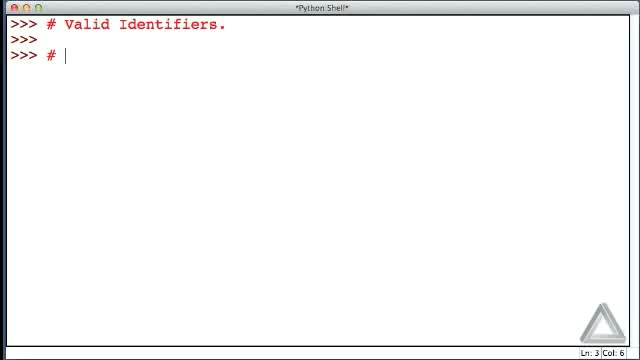 *Python Shell*
>>> # Valid Identifiers.
>>>
>>> #
Ln: 3 Col: 6